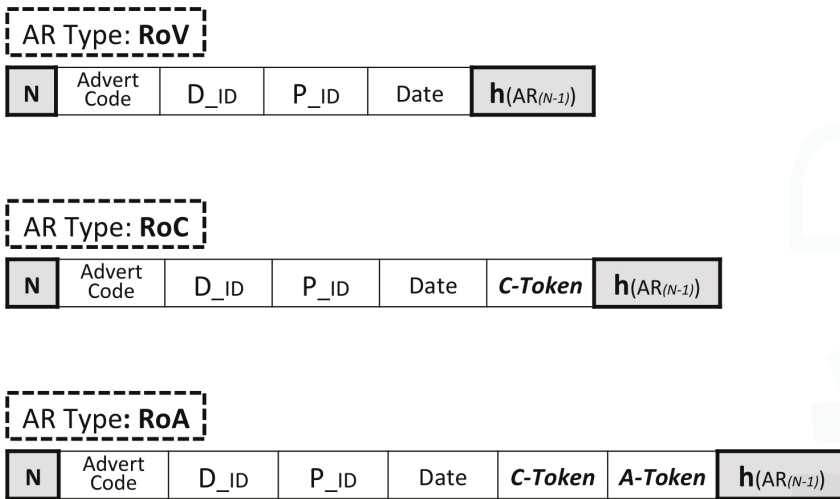 AR Type: RoV
N Advert Code D_ID P_ID Date h(AR(N-1))
AR Type: RoC
N Advert Code D_ID P_ID Date C-Token h(AR(N-1))
AR Type: RoA
N Advert Code D_ID P_ID Date C-Token A-Token h(AR(N-1))